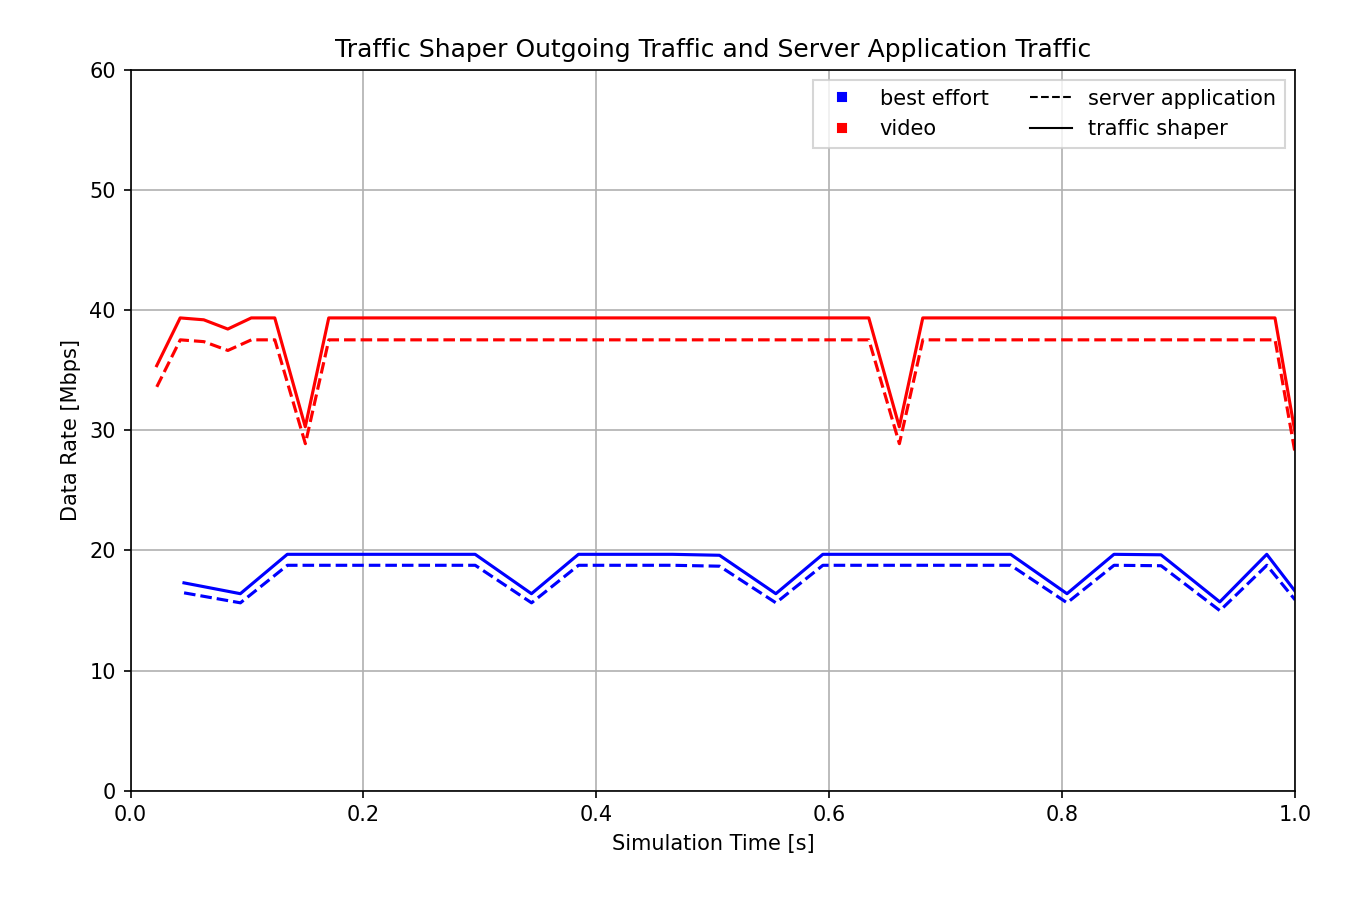 Traffic Shaper Outgoing Traffic and Server Application Traffic
60
50
40
30
20
10
0
Data Rate [Mbps]
best effort
video
server application
traffic shaper
0.0 0.2 0.4 0.6 0.8 1.0
Simulation Time [s]